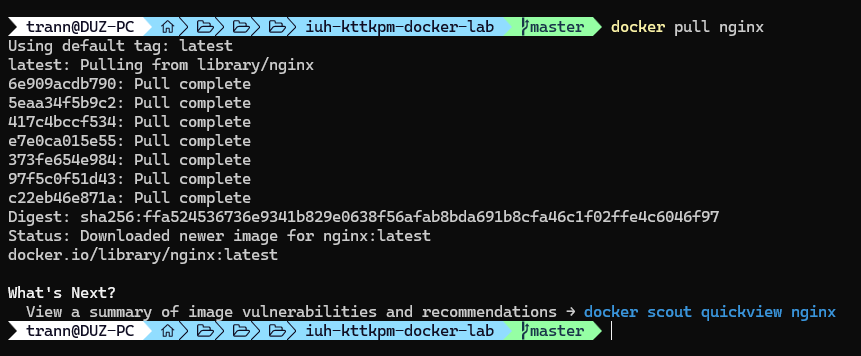 trann@DUZ-PC iuh-kttkpm-docker-lab master docker pull nginx
Using default tag: latest
latest: Pulling from library/nginx
6e909acdb790: Pull complete
5eaa34f5b9c2: Pull complete
417c4bccf534: Pull complete
e7e0ca015e55: Pull complete
373fe654e984: Pull complete
97f5c0f51d43: Pull complete
c22eb46e871a: Pull complete
Digest: sha256:ffa524536736e9341b829e0638f56afab8bda691b8cfa46c1f02ffe4c6046f97
Status: Downloaded newer image for nginx:latest
docker.io/library/nginx:latest
What's Next?
View a summary of image vulnerabilities and recommendations → docker scout quickview nginx
trann@DUZ-PC iuh-kttkpm-docker-lab master